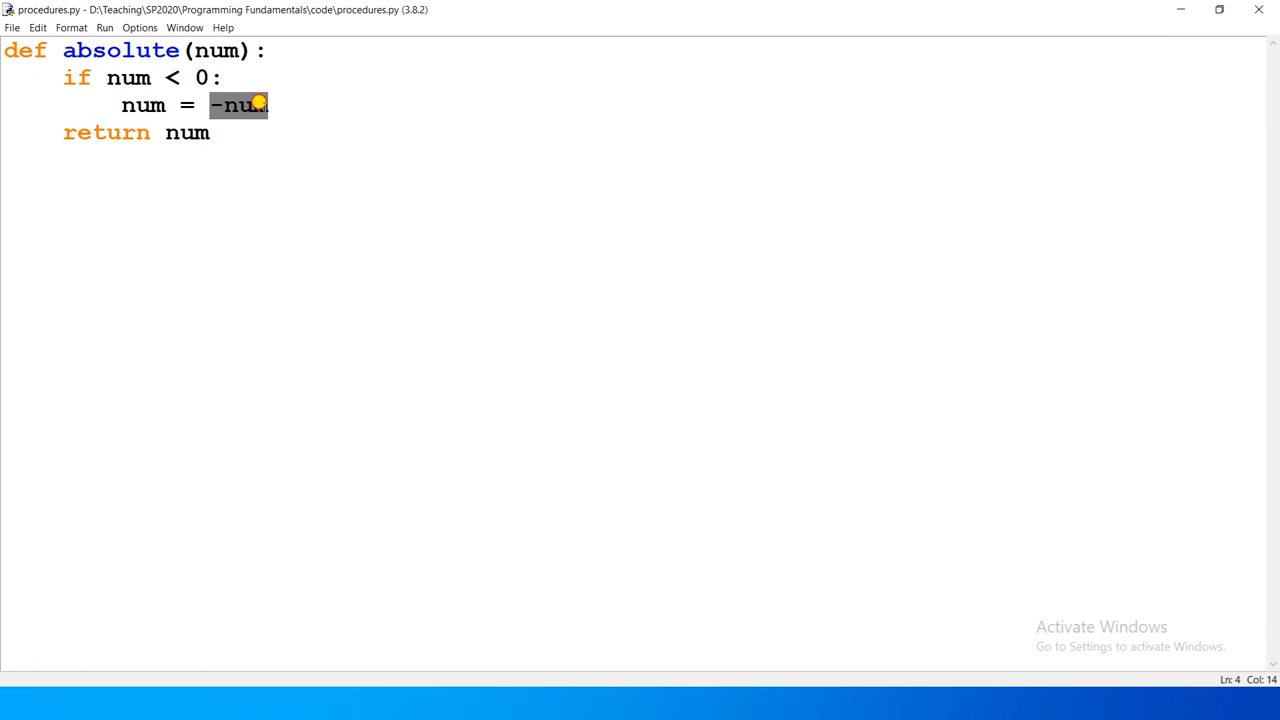 procedures.py - D:\Teaching\SP2020\Programming Fundamentals\code\procedures.py (3.8.2)
File Edit Format Run Options Window Help
def absolute(num):
    if num < 0:
        num = -num
    return num
Activate Windows
Go to Settings to activate Windows.
Ln: 4 Col: 14